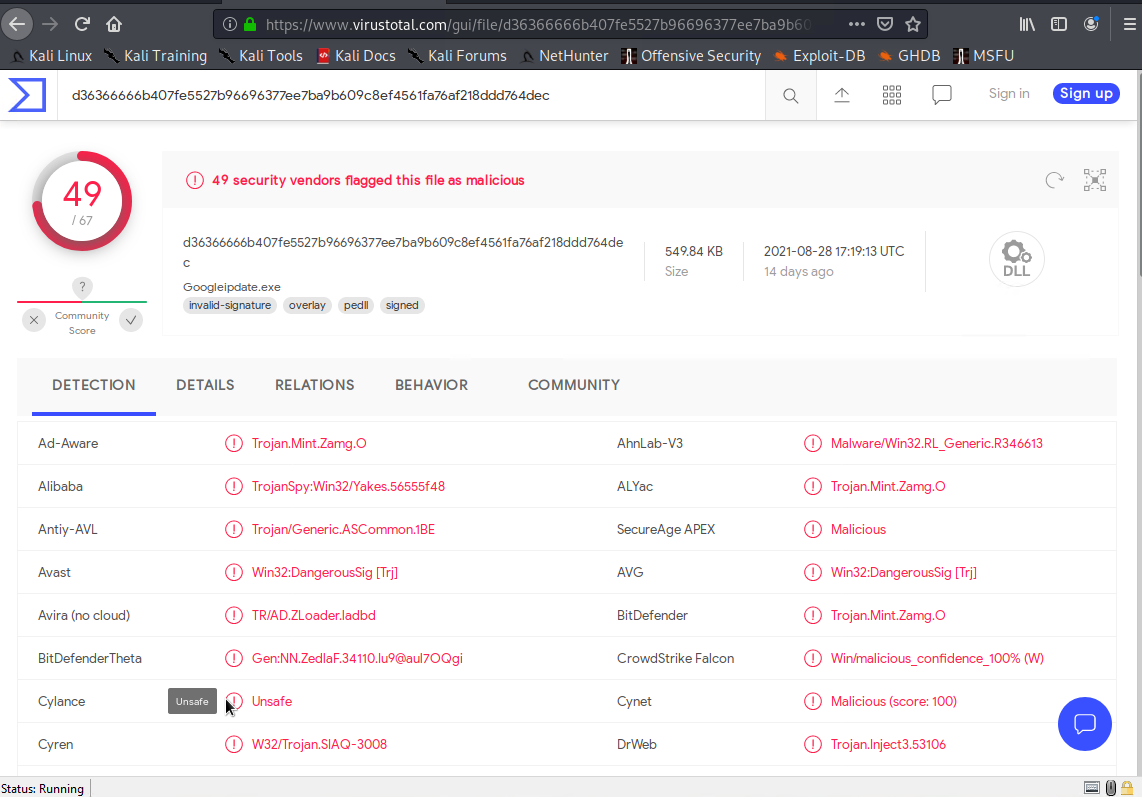 https://www.virustotal.com/gui/file/d36366666b407fe5527b96696377ee7ba9b60
Kali Linux Kali Training Kali Tools Kali Docs Kali Forums NetHunter Offensive Security Exploit-DB GHDB MSFU
d36366666b407fe5527b96696377ee7ba9b609c8ef4561fa76af218ddd764dec Sign in Sign up
49
/ 67
49 security vendors flagged this file as malicious
d36366666b407fe5527b96696377ee7ba9b609c8ef4561fa76af218ddd764de
c
Googleipdate.exe
invalid-signature overlay pedll signed
549.84 KB
Size
2021-08-28 17:19:13 UTC
14 days ago
DLL
?
Community
Score
DETECTION DETAILS RELATIONS BEHAVIOR COMMUNITY
Ad-Aware Trojan.Mint.Zamg.O AhnLab-V3 Malware/Win32.RL_Generic.R346613
Alibaba TrojanSpy:Win32/Yakes.56555f48 ALYac Trojan.Mint.Zamg.O
Antiy-AVL Trojan/Generic.ASCommon.1BE SecureAge APEX Malicious
Avast Win32:DangerousSig [Trj] AVG Win32:DangerousSig [Trj]
Avira (no cloud) TR/AD.ZLoader.ladbd BitDefender Trojan.Mint.Zamg.O
BitDefenderTheta Gen:NN.ZedlaF.34110.lu9@aul7OQgi CrowdStrike Falcon Win/malicious_confidence_100% (W)
Cylance Unsafe Unsafe Cynet Malicious (score: 100)
Cyren W32/Trojan.SIAQ-3008 DrWeb Trojan.Inject3.53106
Status: Running